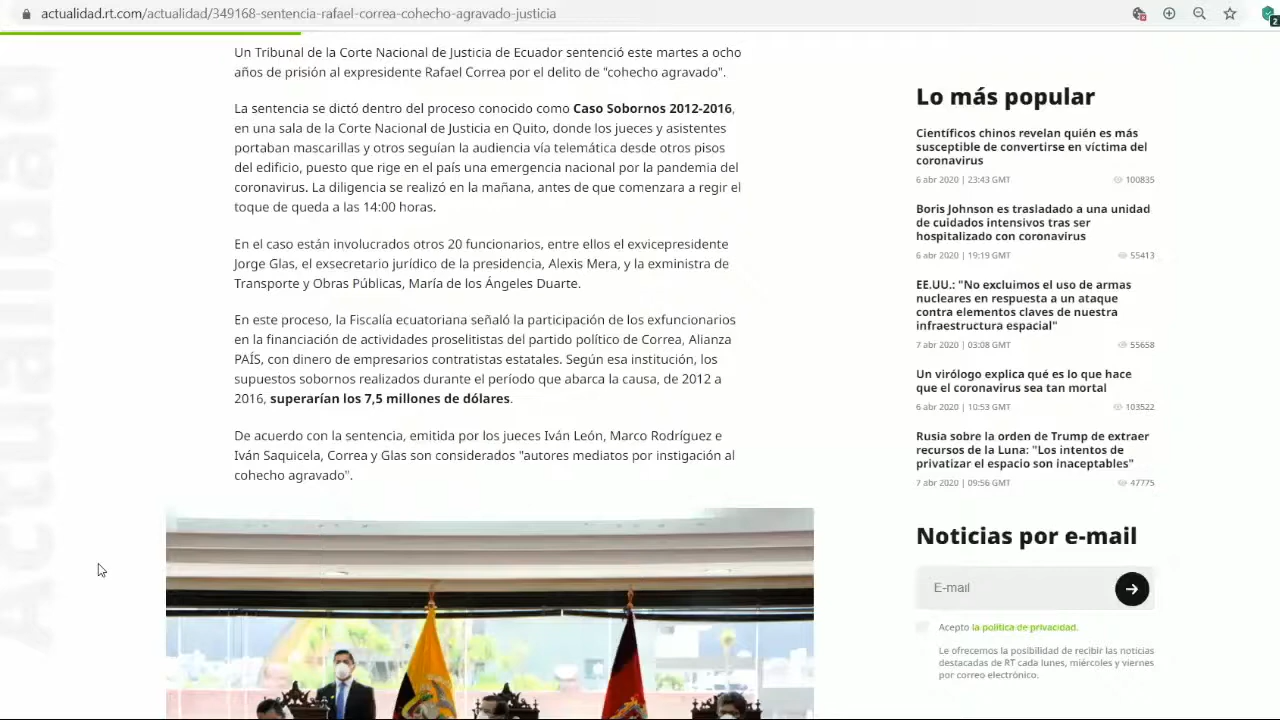 actualidad.rt.com/actualidad/349168-sentencia-rafael-correa-cohecho-agravado-justicia
2
Actualidad
Un Tribunal de la Corte Nacional de Justicia de Ecuador sentenció este martes a ocho
años de prisión al expresidente Rafael Correa por el delito de "cohecho agravado".
La sentencia se dictó dentro del proceso conocido como Caso Sobornos 2012-2016,
en una sala de la Corte Nacional de Justicia en Quito, donde los jueces y asistentes
portaban mascarillas y otros seguían la audiencia vía telemática desde otros pisos
del edificio, puesto que rige en el país una emergencia nacional por la pandemia del
coronavirus. La diligencia se realizó en la mañana, antes de que comenzara a regir el
toque de queda a las 14:00 horas.
En el caso están involucrados otros 20 funcionarios, entre ellos el exvicepresidente
Jorge Glas, el exsecretario jurídico de la presidencia, Alexis Mera, y la exministra de
Transporte y Obras Públicas, María de los Ángeles Duarte.
En este proceso, la Fiscalía ecuatoriana señaló la participación de los exfuncionarios
en la financiación de actividades proselitistas del partido político de Correa, Alianza
PAÍS, con dinero de empresarios contratistas estatales. Según esa institución, los
supuestos sobornos realizados durante el período que abarca la causa, de 2012 a
2016, superarían los 7,5 millones de dólares.
De acuerdo con la sentencia, emitida por los jueces Iván León, Marco Rodríguez e
Iván Saquicela, Correa y Glas son considerados "autores mediatos por instigación al
cohecho agravado".
Lo más popular
Científicos chinos revelan quién es más
susceptible de convertirse en víctima del
coronavirus
6 abr 2020 | 23:43 GMT 100835
Boris Johnson es trasladado a una unidad
de cuidados intensivos tras ser
hospitalizado con coronavirus
6 abr 2020 | 19:19 GMT 55413
EE.UU.: "No excluimos el uso de armas
nucleares en respuesta a un ataque
contra elementos claves de nuestra
infraestructura espacial"
7 abr 2020 | 03:08 GMT 55658
Un virólogo explica qué es lo que hace
que el coronavirus sea tan mortal
6 abr 2020 | 10:53 GMT 103522
Rusia sobre la orden de Trump de extraer
recursos de la Luna: "Los intentos de
privatizar el espacio son inaceptables"
7 abr 2020 | 09:56 GMT 47775
Noticias por e-mail
E-mail
Acepto la política de privacidad.
Le ofrecemos la posibilidad de recibir las noticias
destacadas de RT cada lunes, miércoles y viernes
por correo electrónico.